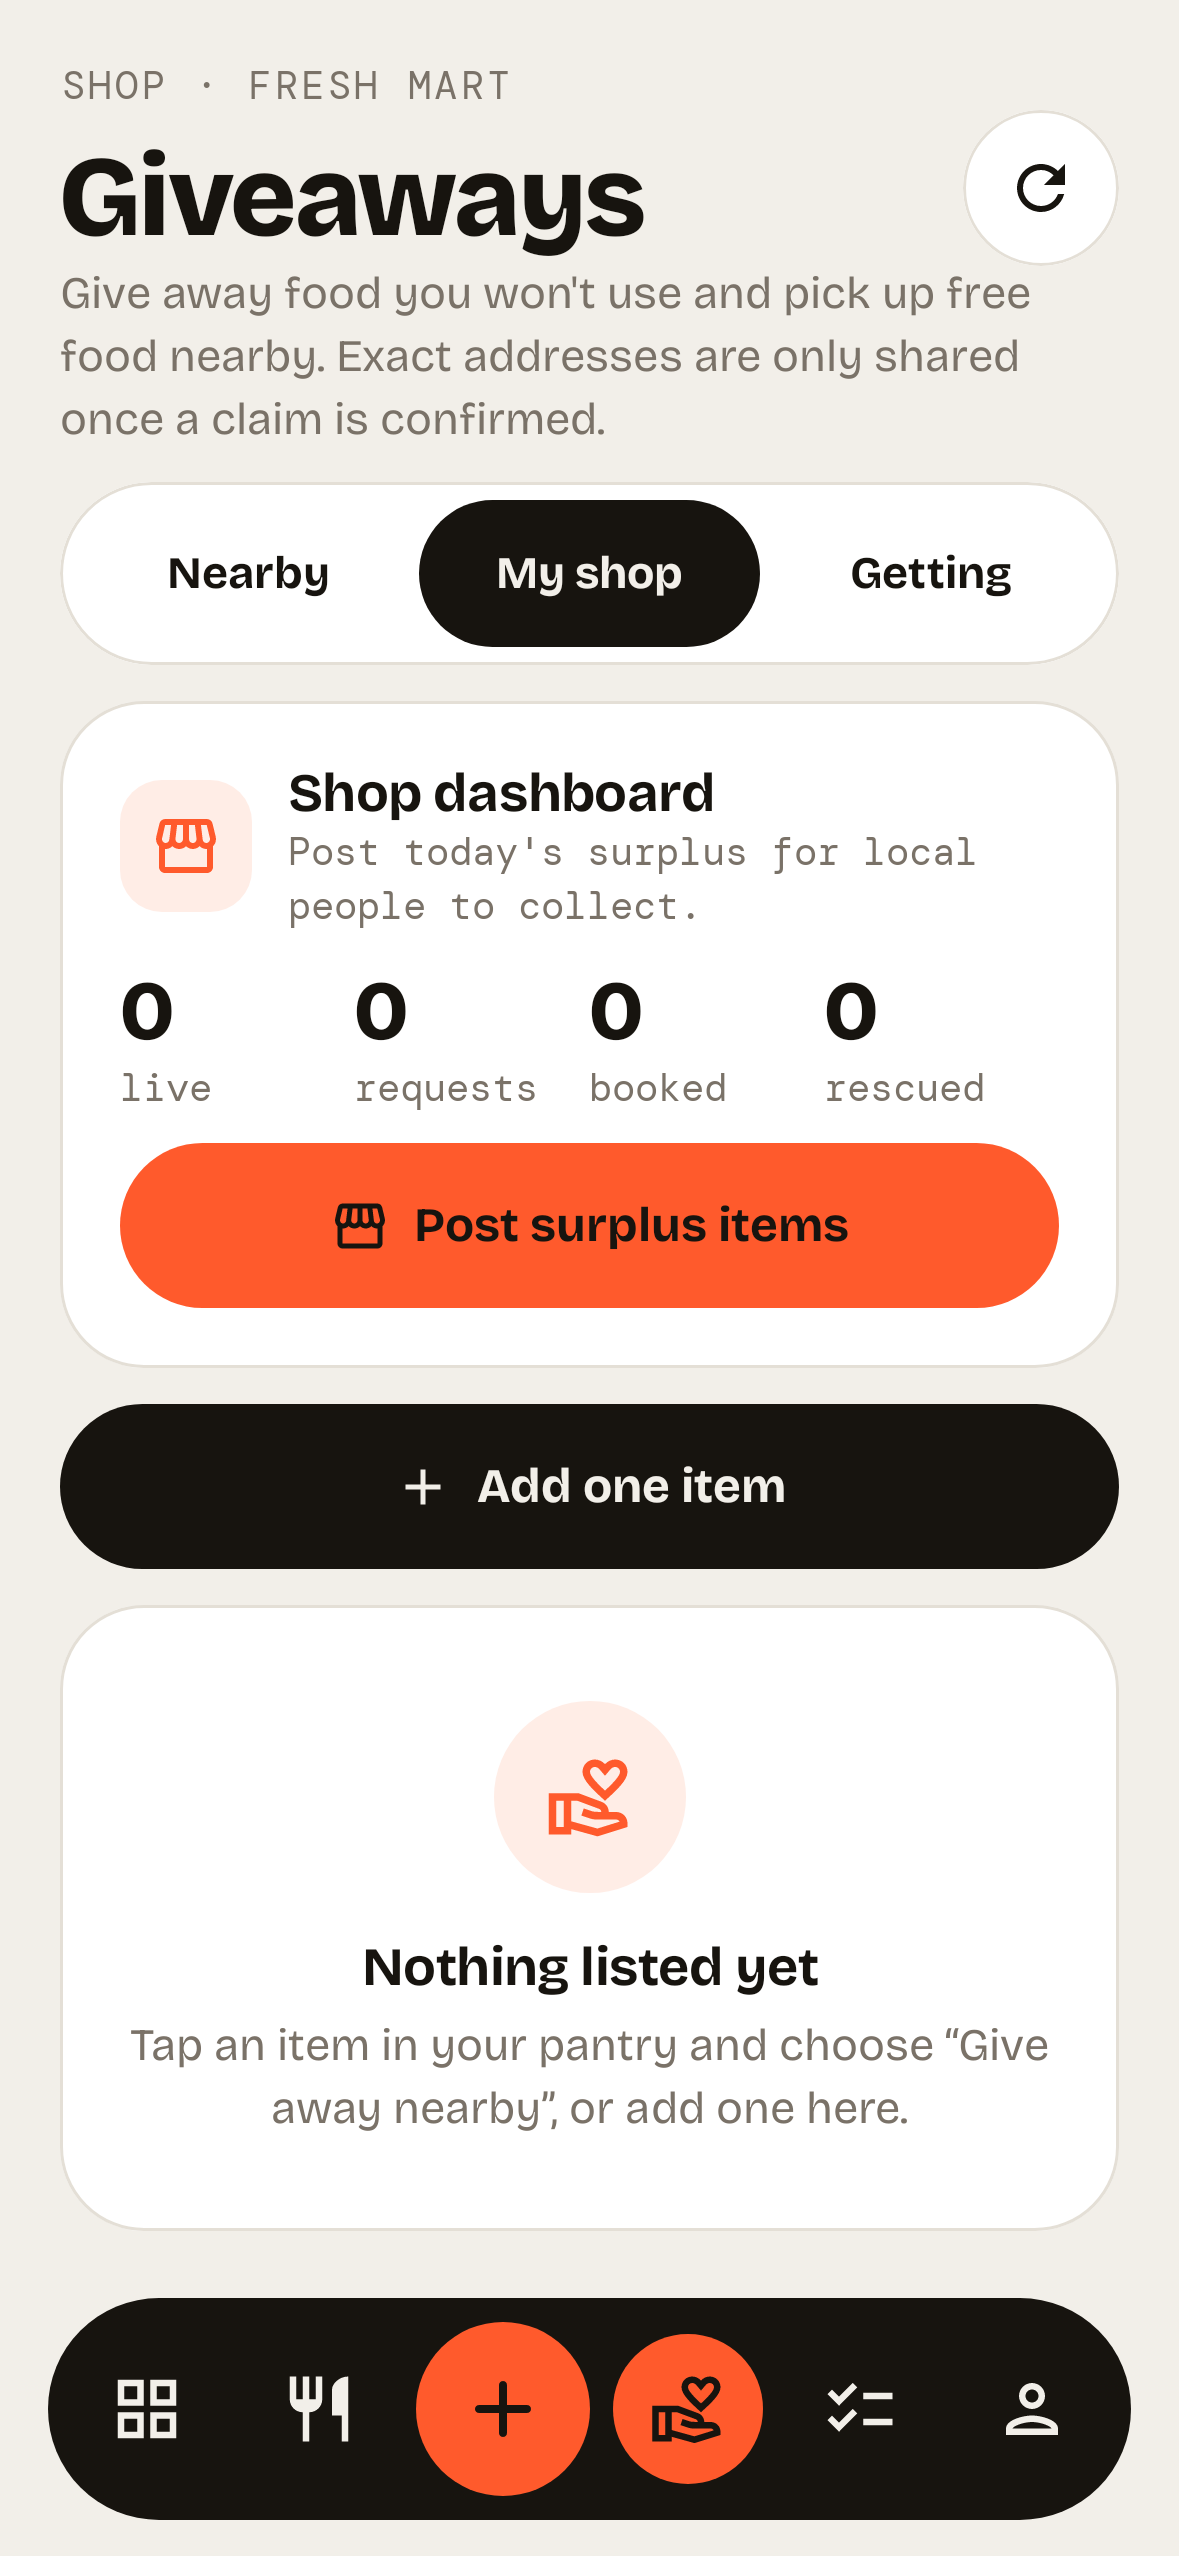 SHOP · FRESH MART
Giveaways
Give away food you won't use and pick up free
food nearby. Exact addresses are only shared
once a claim is confirmed.
Nearby
My shop
Getting
Shop dashboard
Post today's surplus for local
people to collect.
0
live
0
requests
0
booked
0
rescued
Post surplus items
+ Add one item
Nothing listed yet
Tap an item in your pantry and choose “Give
away nearby”, or add one here.